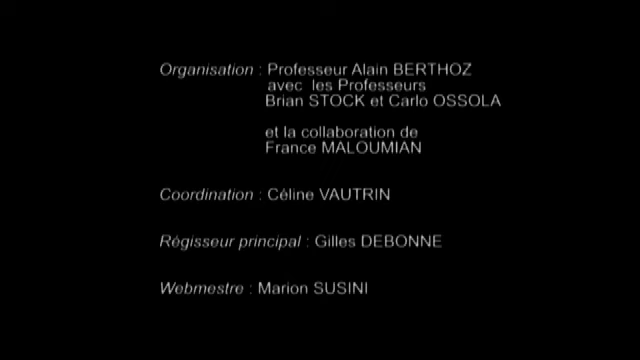 Organisation : Professeur Alain BERTHOZ
avec les Professeurs
Brian STOCK et Carlo OSSOLA
et la collaboration de
France MALOUMIAN
Coordination : Céline VAUTRIN
Régisseur principal : Gilles DEBONNE
Webmestre : Marion SUSINI